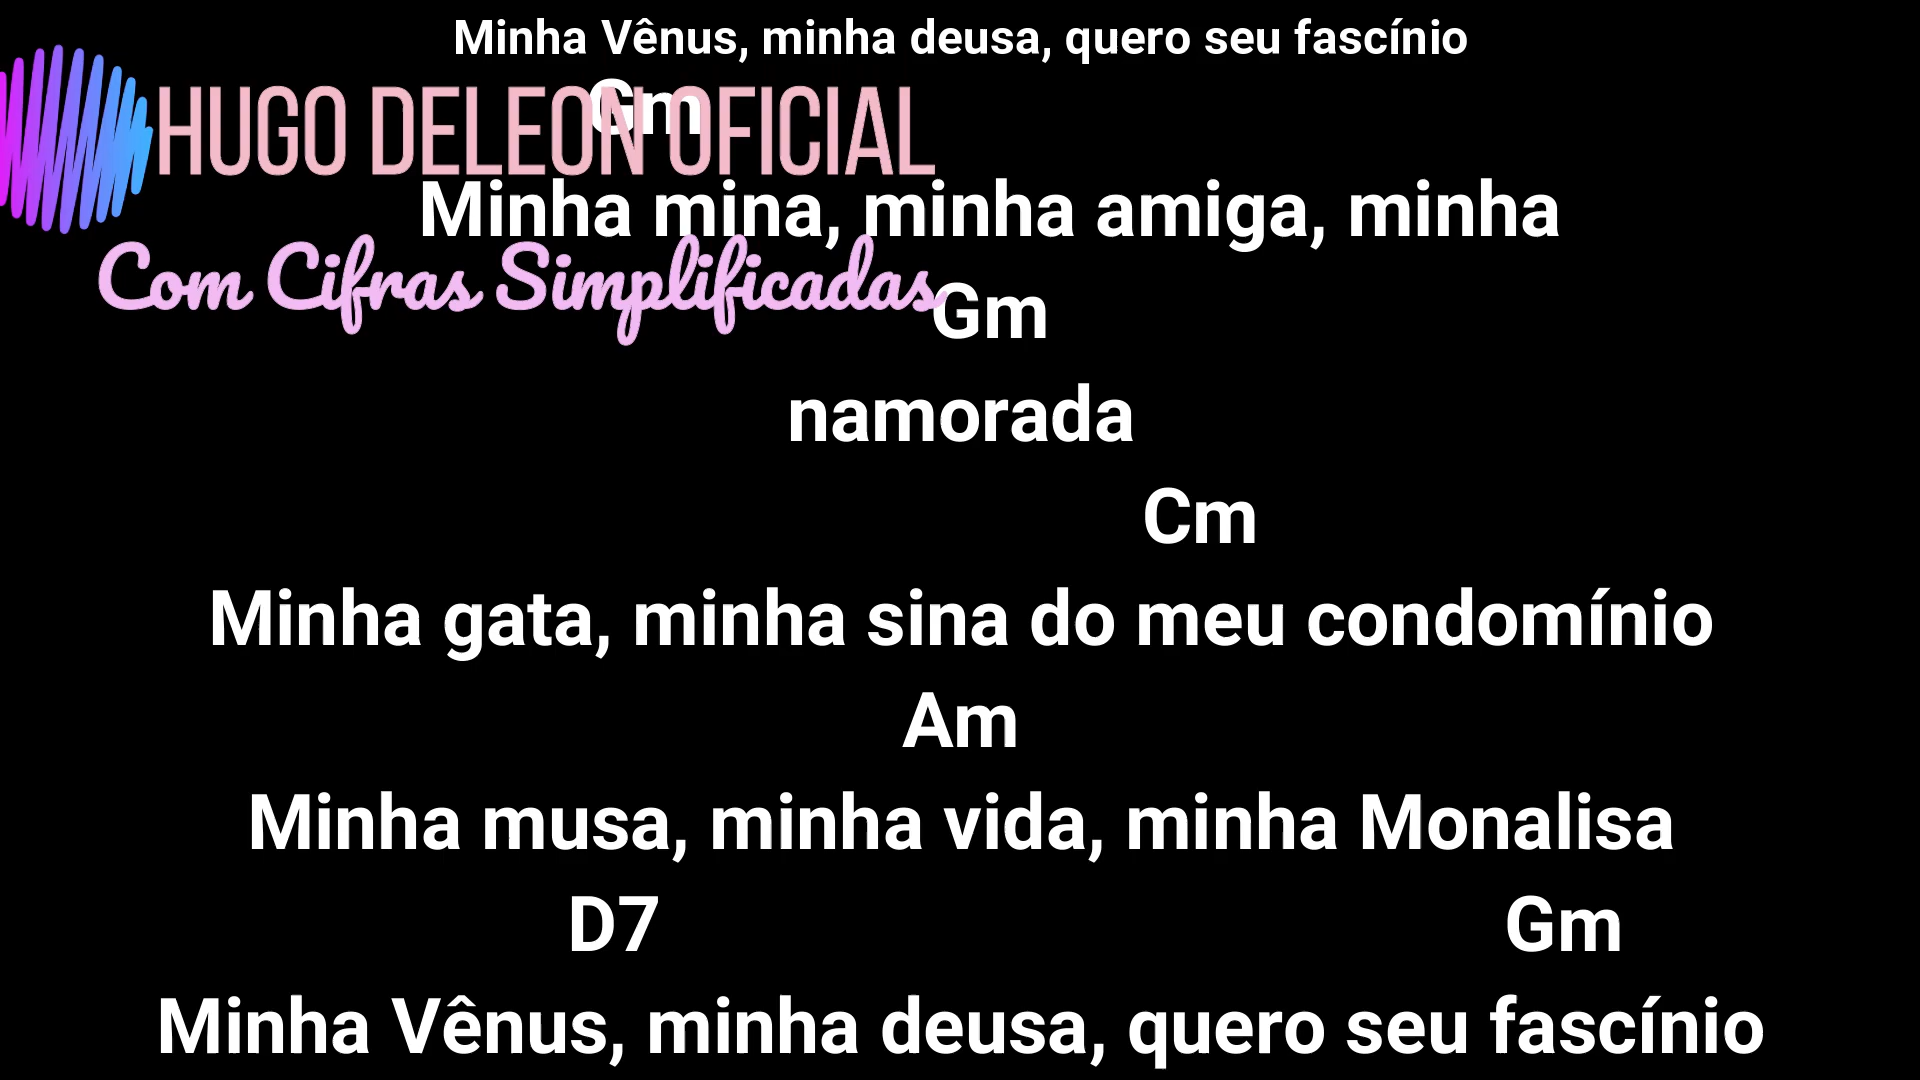 Minha Vênus, minha deusa, quero seu fascínio
Gm
HUGO DELEON OFICIAL
Minha mina, minha amiga, minha
Com Cifras Simplificadas
Gm
namorada
Cm
Minha gata, minha sina do meu condomínio
Am
Minha musa, minha vida, minha Monalisa
D7 Gm
Minha Vênus, minha deusa, quero seu fascínio